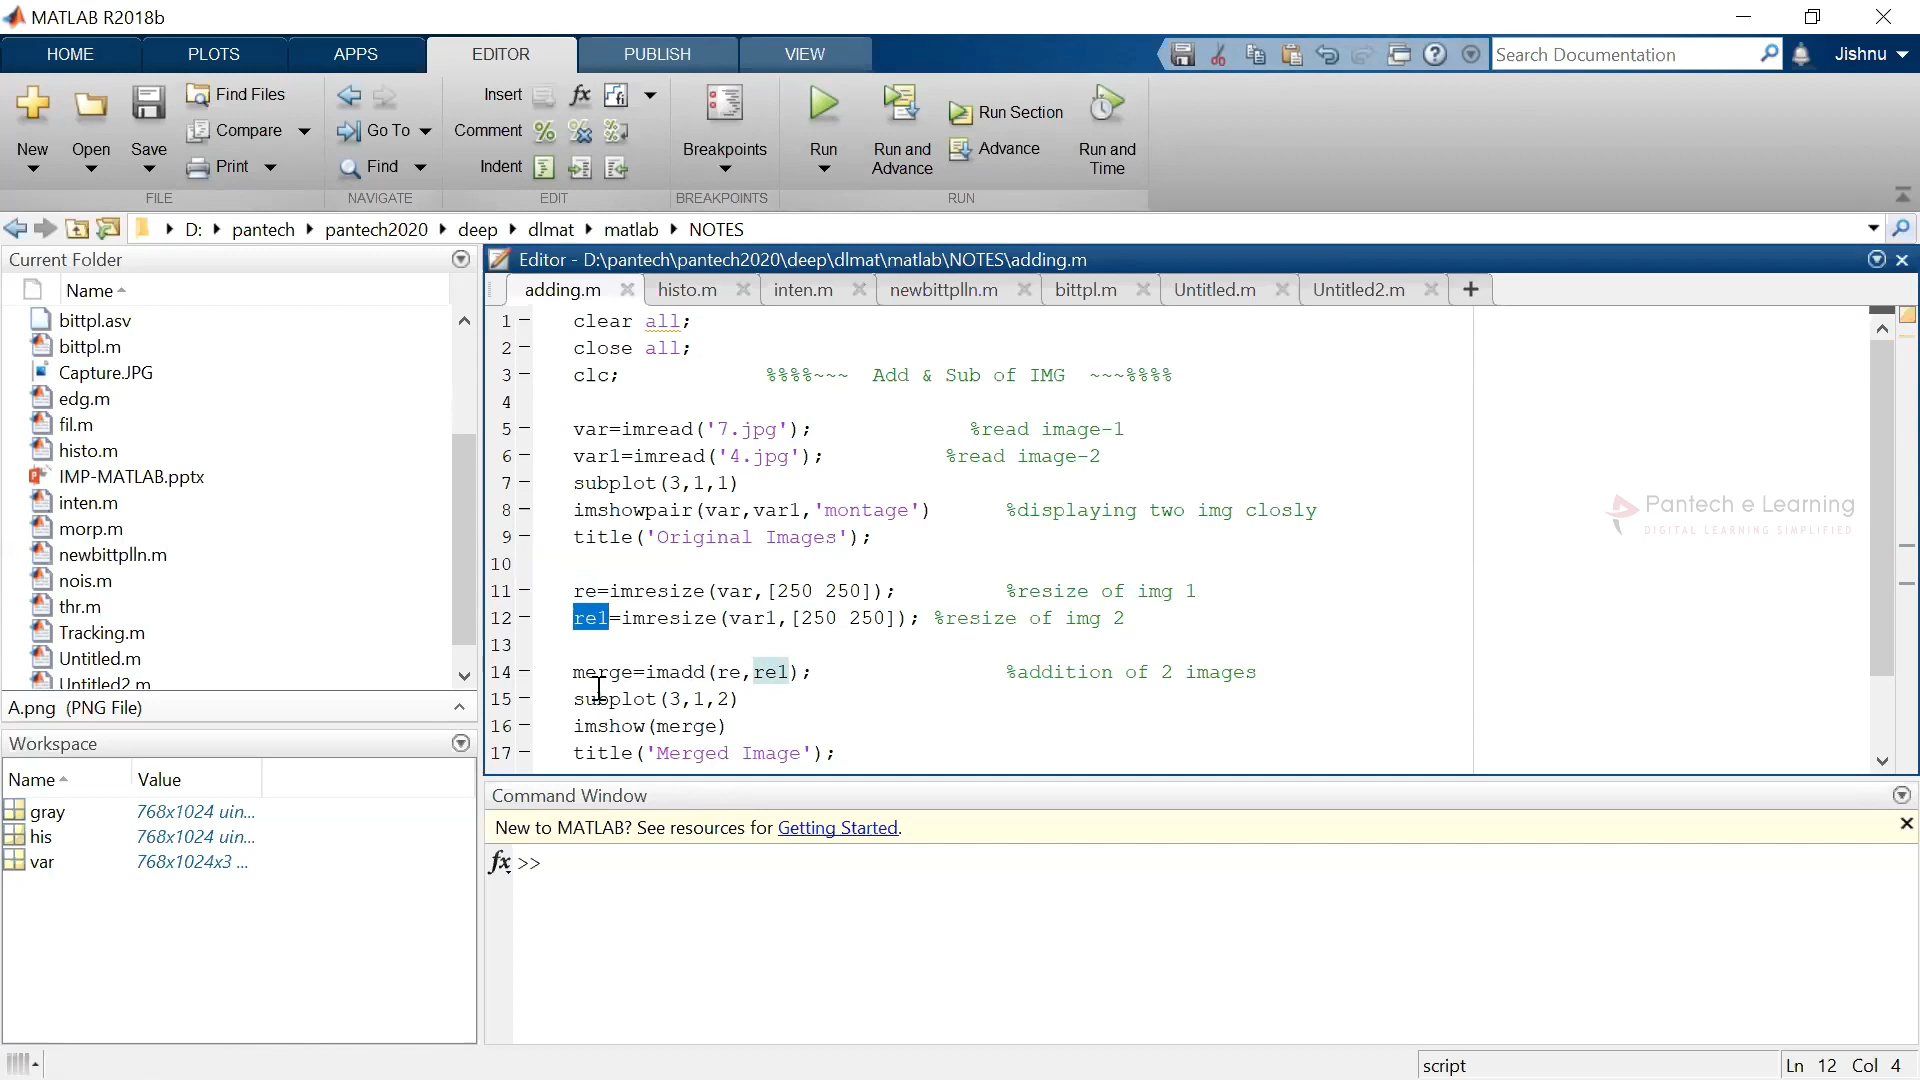 MATLAB R2018b
HOME PLOTS APPS EDITOR PUBLISH VIEW
Search Documentation
Jishnu
New
Open
Save
Find Files
Compare
Print
FILE
Go To
Find
NAVIGATE
Insert fx
Comment
Indent
EDIT
Breakpoints
BREAKPOINTS
Run
Run and Advance
Run Section
Advance
Run and Time
RUN
D: pantech pantech2020 deep dlmat matlab NOTES
Current Folder
Name
bittpl.asv
bittpl.m
Capture.JPG
edg.m
fil.m
histo.m
IMP-MATLAB.pptx
inten.m
morp.m
newbittplln.m
nois.m
thr.m
Tracking.m
Untitled.m
Untitled2.m
A.png (PNG File)
Workspace
Name Value
gray 768x1024 uin...
his 768x1024 uin...
var 768x1024x3 ...
Editor - D:\pantech\pantech2020\deep\dlmat\matlab\NOTES\adding.m
adding.m histo.m inten.m newbittplln.m bittpl.m Untitled.m Untitled2.m
1 clear all;
2 close all;
3 clc; %%%%~~~ Add & Sub of IMG ~~~%%%%
4
5 var=imread('7.jpg'); %read image-1
6 var1=imread('4.jpg'); %read image-2
7 subplot(3,1,1)
8 imshowpair(var,var1,'montage') %displaying two img closly
9 title('Original Images');
10
11 re=imresize(var,[250 250]); %resize of img 1
12 re1=imresize(var1,[250 250]); %resize of img 2
13
14 merge=imadd(re,re1); %addition of 2 images
15 subplot(3,1,2)
16 imshow(merge)
17 title('Merged Image');
Pantech e Learning
DIGITAL LEARNING SIMPLIFIED
Command Window
New to MATLAB? See resources for Getting Started.
fx >>
script
Ln 12 Col 4